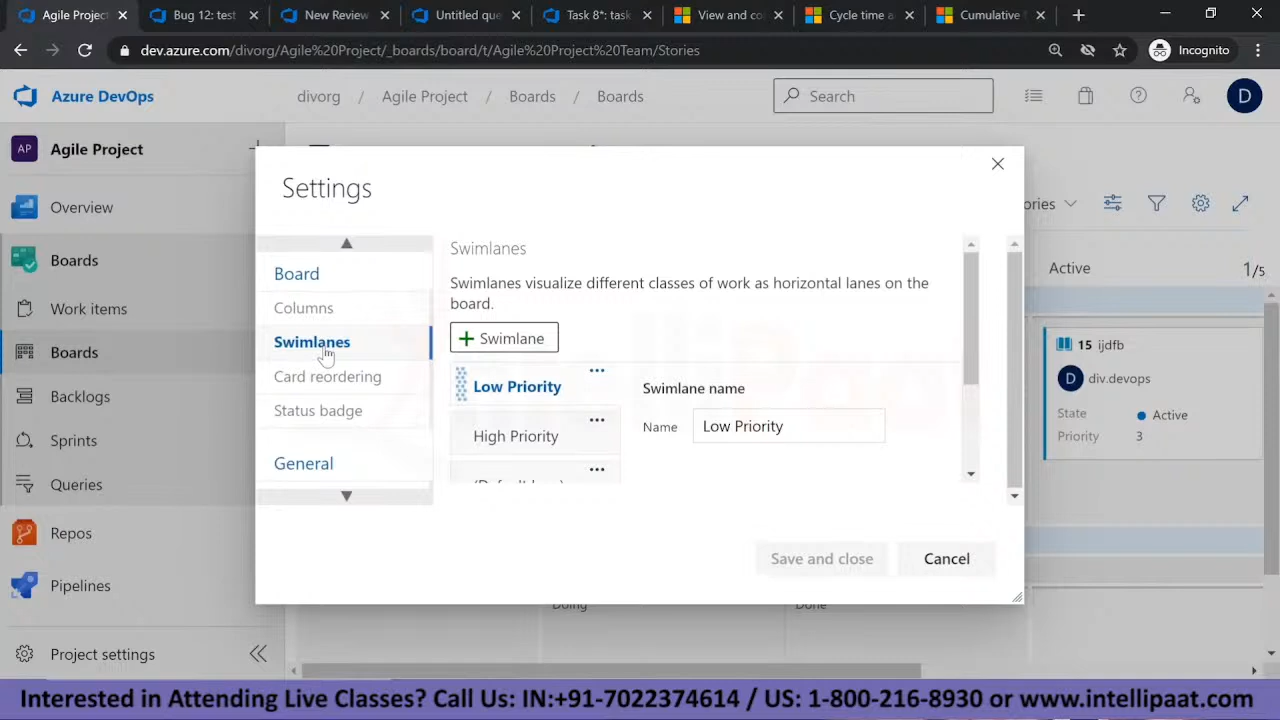 Agile Projec
Bug 12: test
New Review
Untitled que
Task 8*: task
View and co
Cycle time a
Cumulative
dev.azure.com/divorg/Agile%20Project/_boards/board/t/Agile%20Project%20Team/Stories
Incognito
Azure DevOps
divorg / Agile Project / Boards / Boards
Search
D
AP
Agile Project
Overview
Boards
Work items
Boards
Backlogs
Sprints
Queries
Repos
Pipelines
Project settings
Settings
Board
Columns
Swimlanes
Card reordering
Status badge
General
Swimlanes
Swimlanes visualize different classes of work as horizontal lanes on the
board.
+ Swimlane
Low Priority
High Priority
Swimlane name
Name
Low Priority
Save and close
Cancel
ories
Active
1/5
15 ijdfb
D div.devops
State
Active
Priority
3
Doing
Done
Interested in Attending Live Classes? Call Us: IN:+91-7022374614 / US: 1-800-216-8930 or www.intellipaat.com